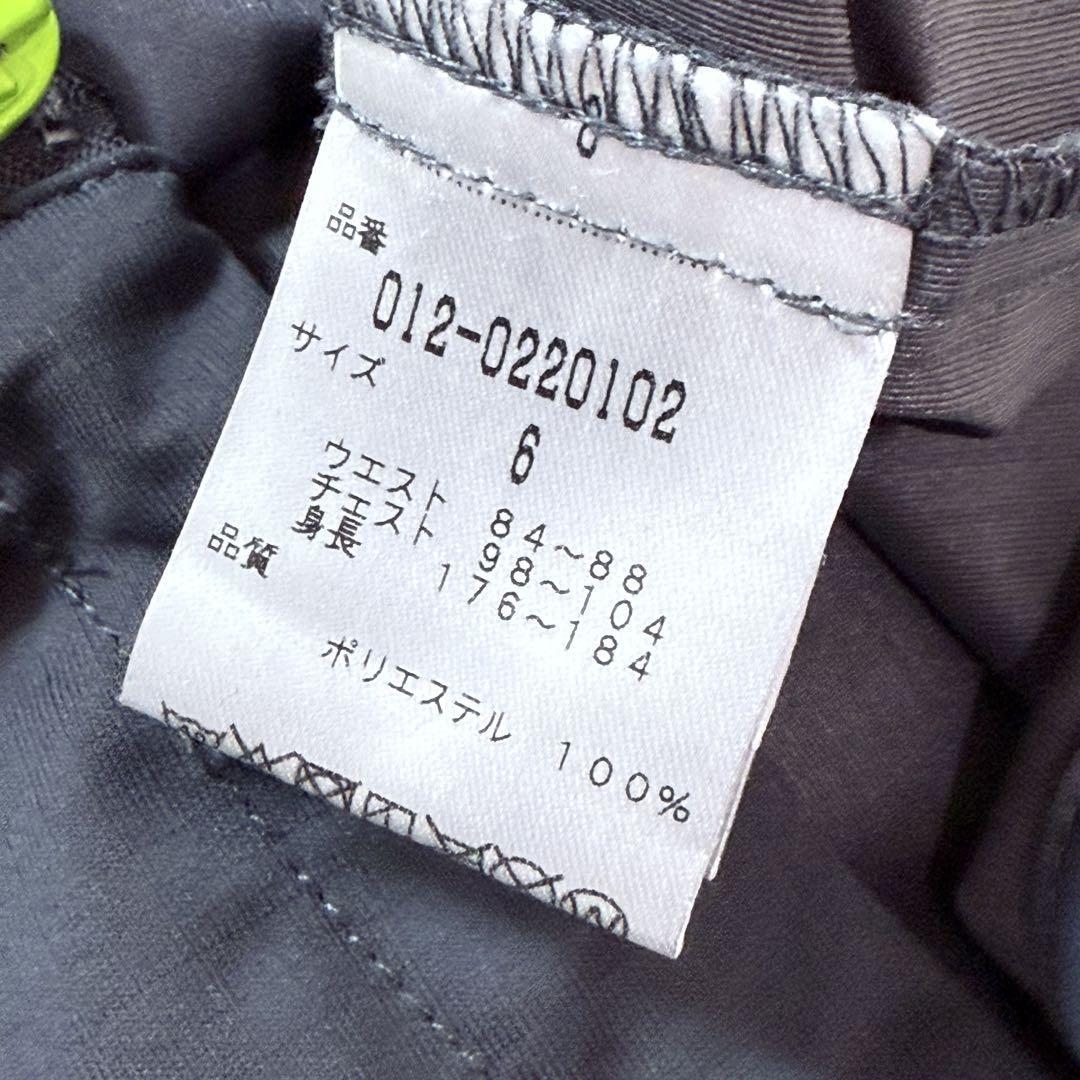 品番
012-0220102
サイズ
6
ウエスト 84～88
チエスト 98～104
身長 176～184
品質
ポリエステル 100%